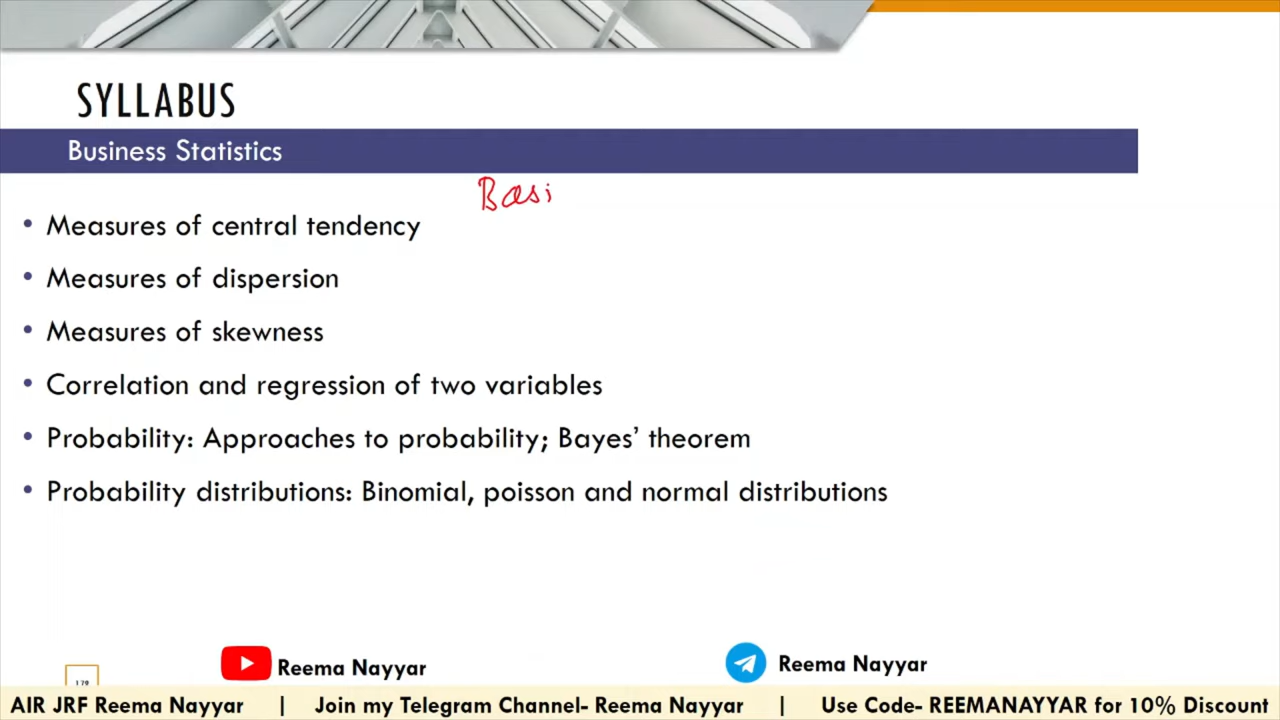 SYLLABUS
Business Statistics
Basi
• Measures of central tendency
• Measures of dispersion
• Measures of skewness
• Correlation and regression of two variables
• Probability: Approaches to probability; Bayes’ theorem
• Probability distributions: Binomial, poisson and normal distributions
Reema Nayyar
Reema Nayyar
AIR JRF Reema Nayyar | Join my Telegram Channel- Reema Nayyar | Use Code- REEMANAYYAR for 10% Discount